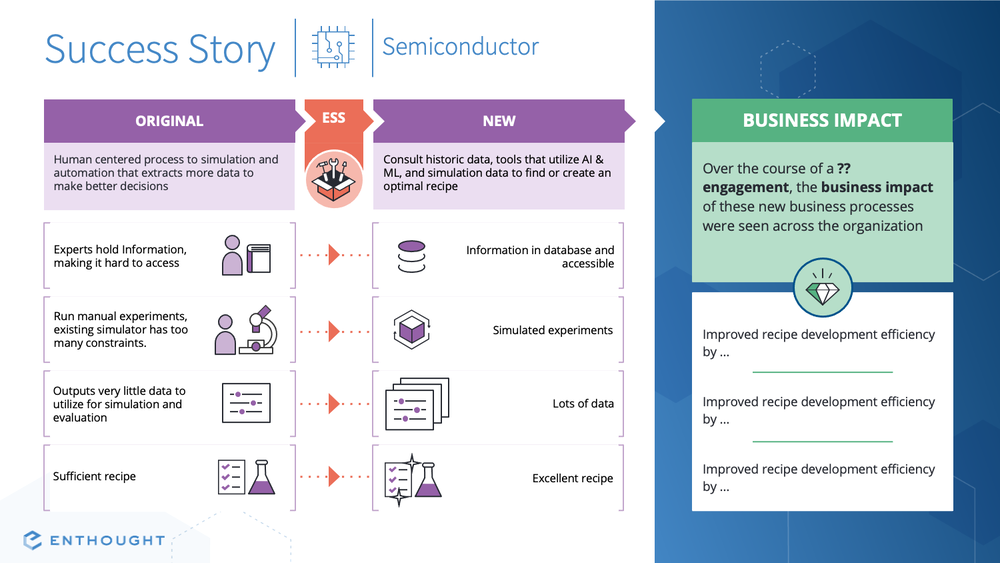 Success Story
Semiconductor
ORIGINAL
ESS
NEW
Human centered process to simulation and
automation that extracts more data to
make better decisions
Consult historic data, tools that utilize AI &
ML, and simulation data to find or create an
optimal recipe
Experts hold Information,
making it hard to access
Information in database and
accessible
Run manual experiments,
existing simulator has too
many constraints.
Simulated experiments
Outputs very little data to
utilize for simulation and
evaluation
Lots of data
Sufficient recipe
Excellent recipe
BUSINESS IMPACT
Over the course of a ??
engagement, the business impact
of these new business processes
were seen across the organization
Improved recipe development efficiency
by ...
Improved recipe development efficiency
by ...
Improved recipe development efficiency
by ...
ENTHOUGHT